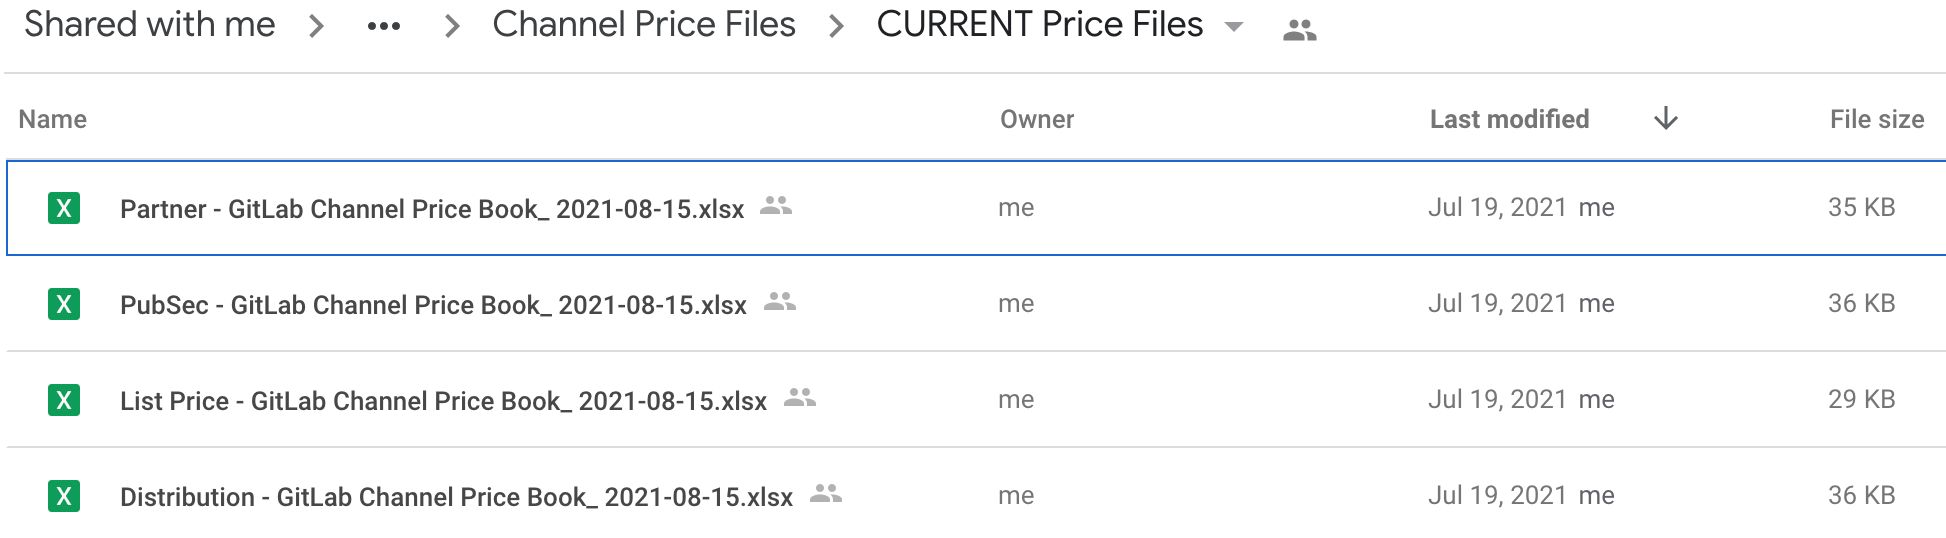 Shared with me > ••• > Channel Price Files > CURRENT Price Files
Name Owner Last modified File size
X Partner - GitLab Channel Price Book_ 2021-08-15.xlsx me Jul 19, 2021 me 35 KB
X PubSec - GitLab Channel Price Book_ 2021-08-15.xlsx me Jul 19, 2021 me 36 KB
X List Price - GitLab Channel Price Book_ 2021-08-15.xlsx me Jul 19, 2021 me 29 KB
X Distribution - GitLab Channel Price Book_ 2021-08-15.xlsx me Jul 19, 2021 me 36 KB